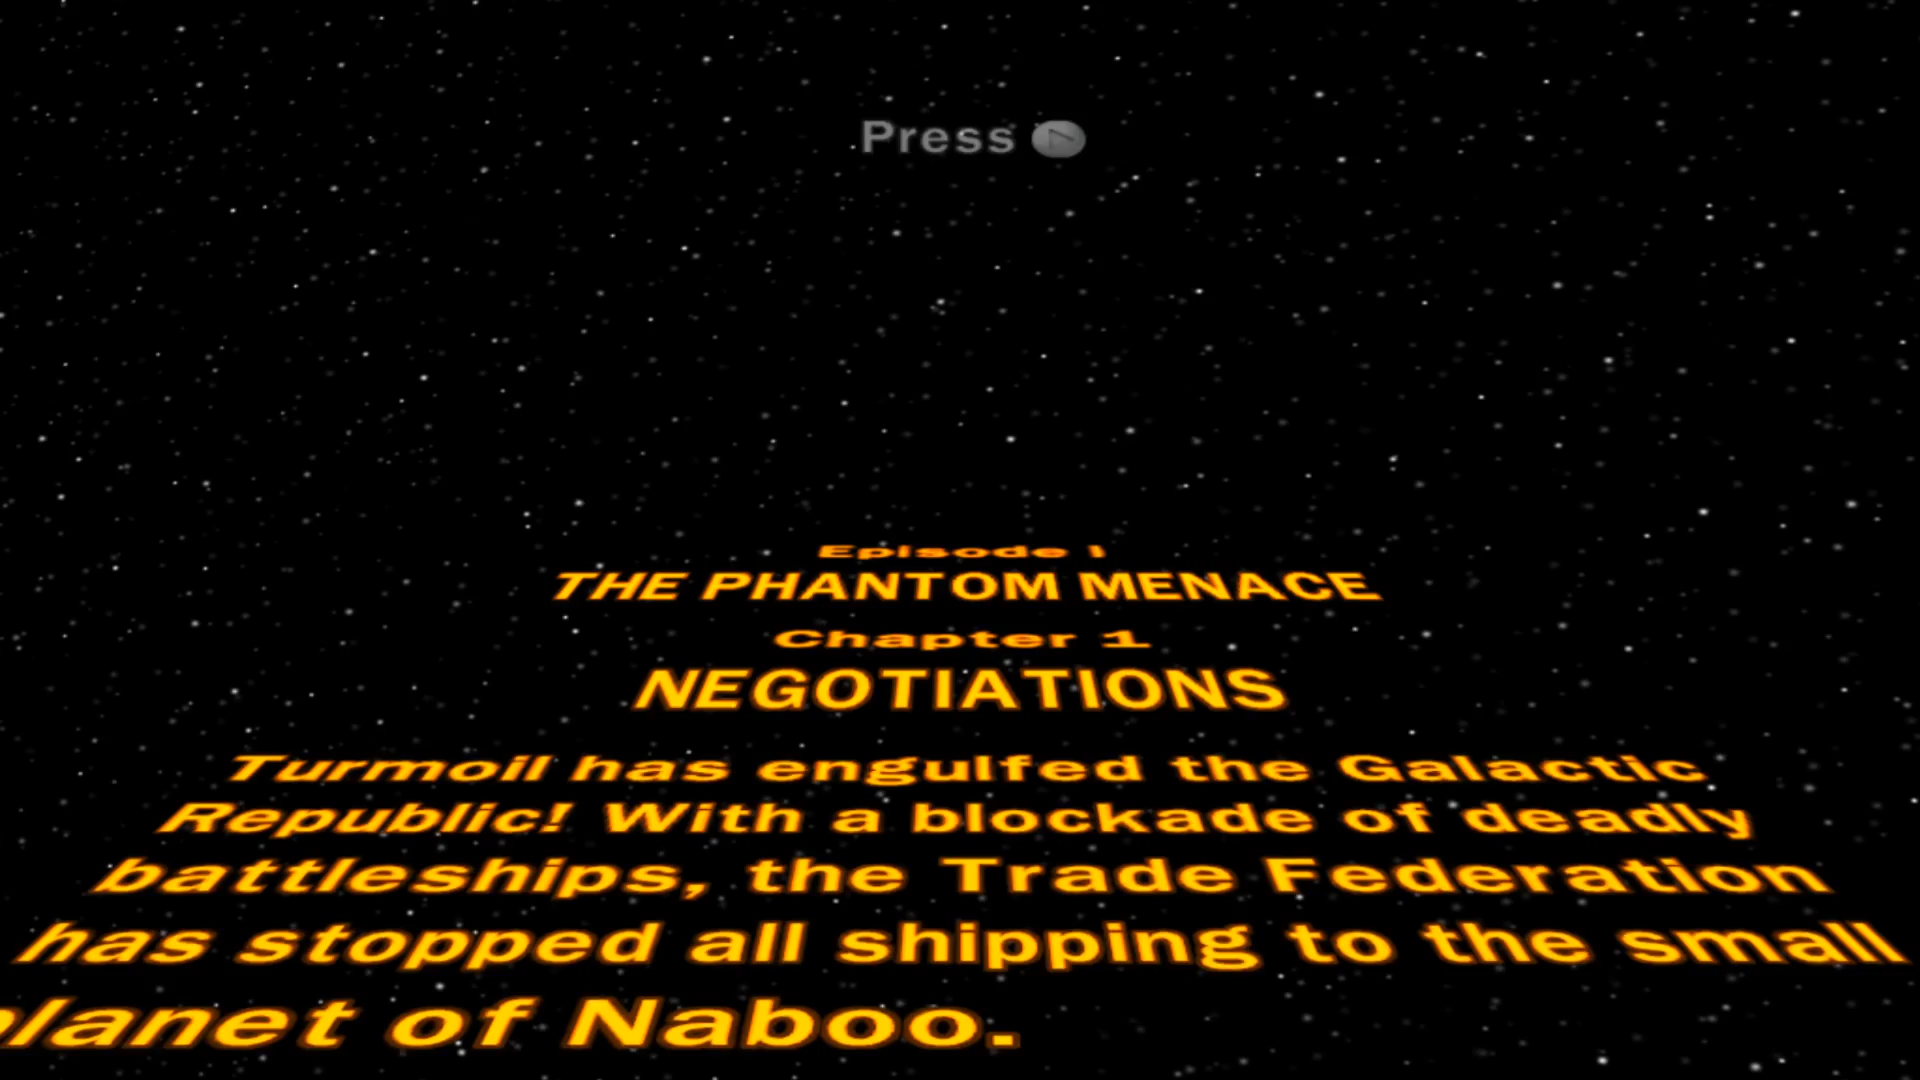 Press
Episode I
THE PHANTOM MENACE
Chapter 1
NEGOTIATIONS
Turmoil has engulfed the Galactic
Republic! With a blockade of deadly
battleships, the Trade Federation
has stopped all shipping to the small
planet of Naboo.